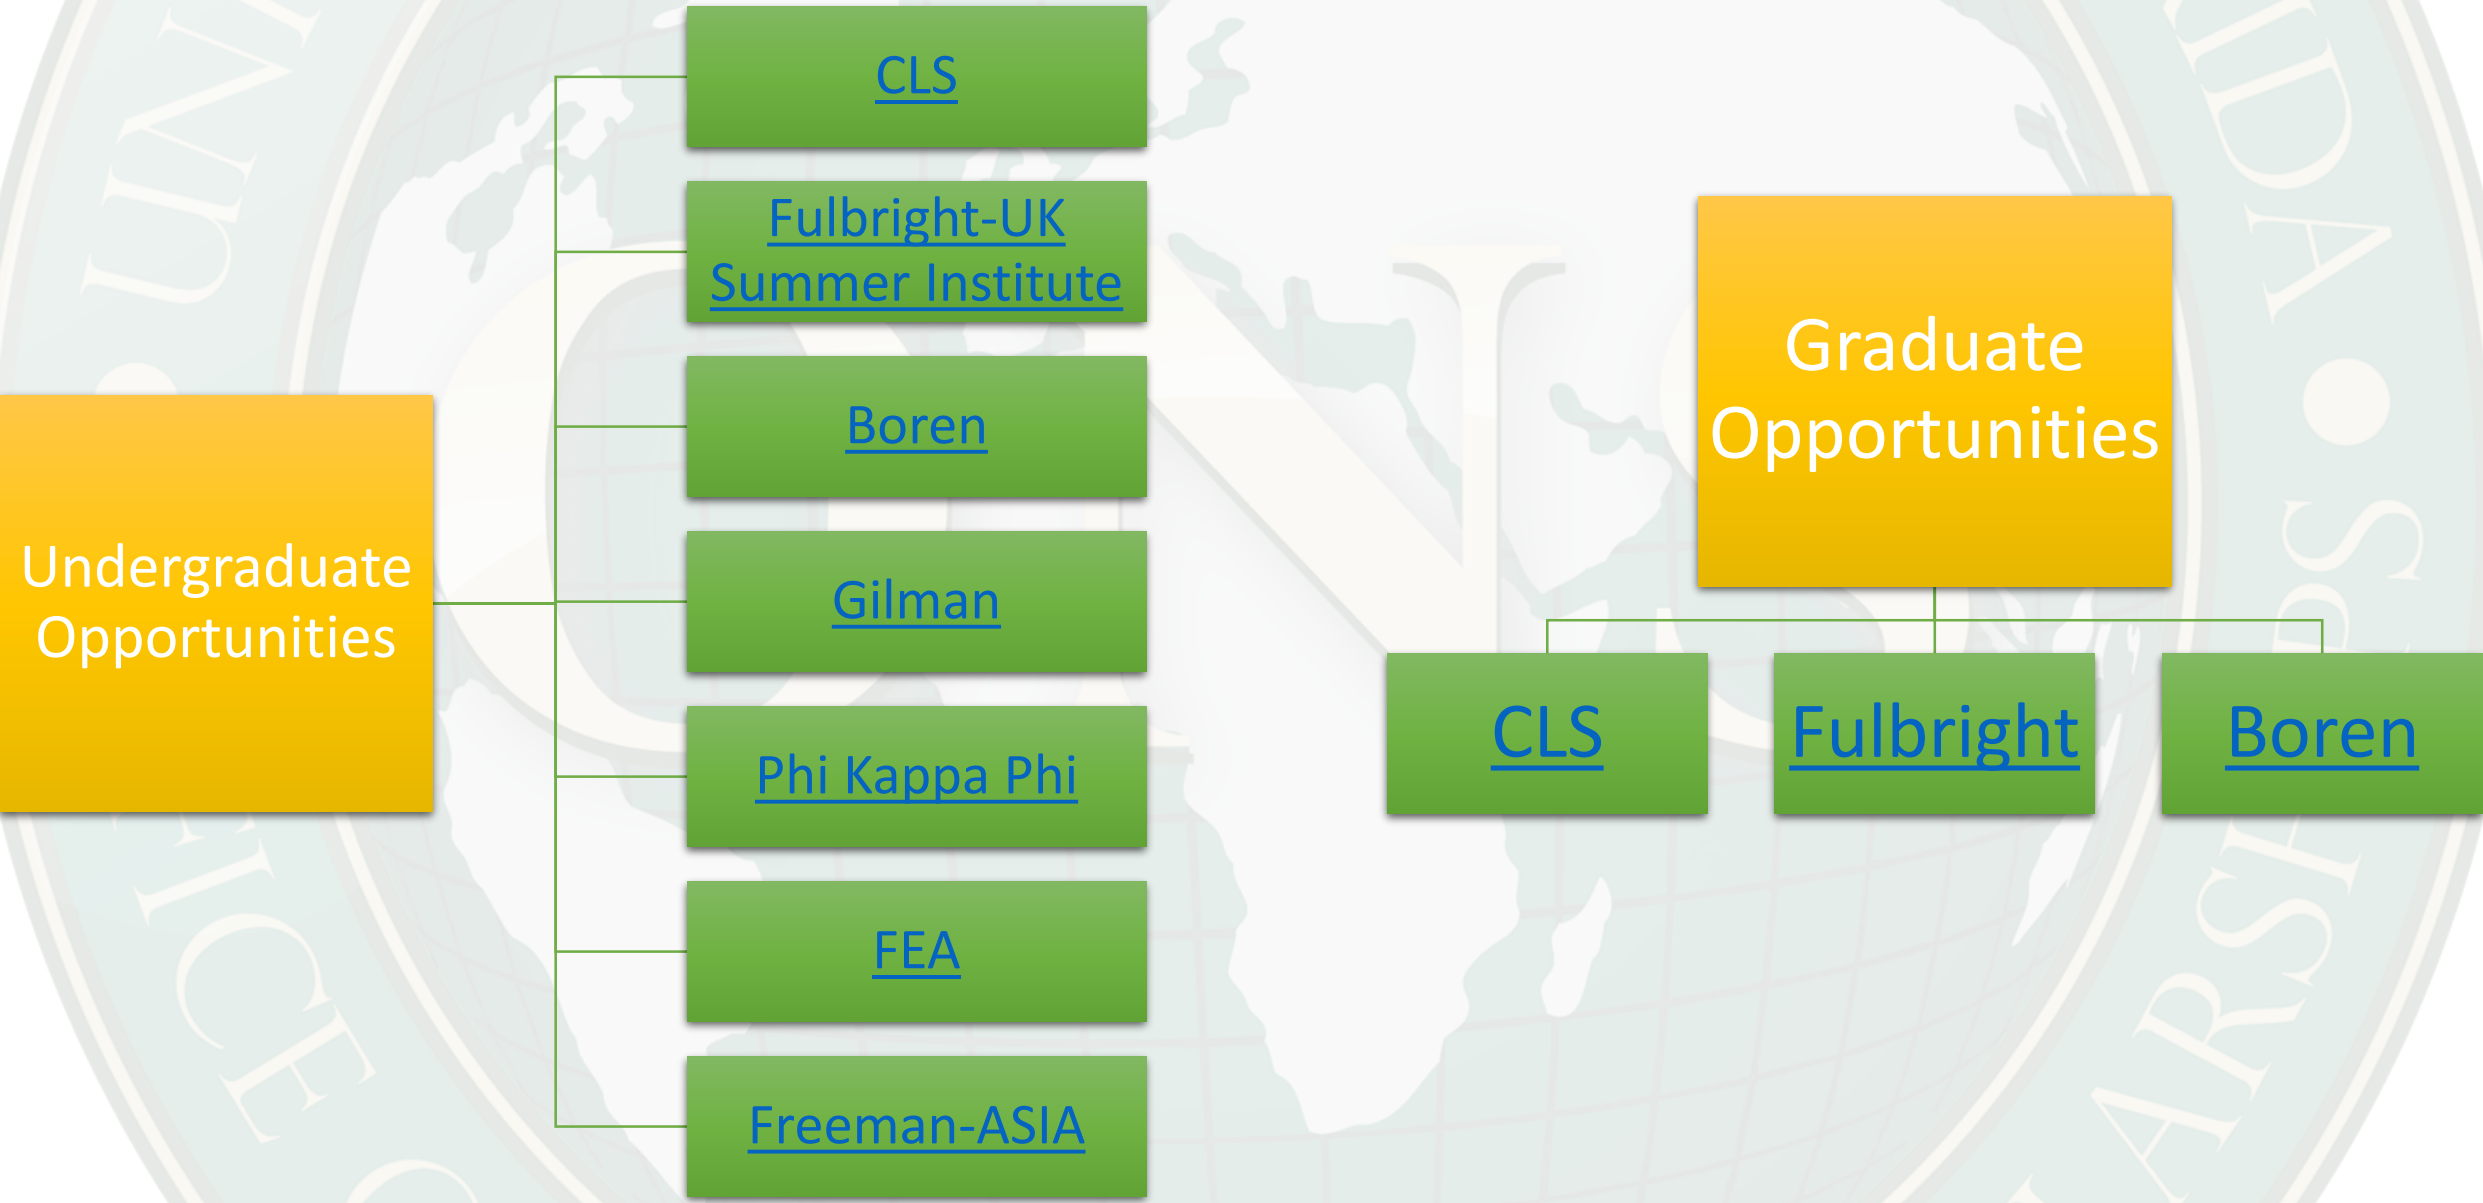 CLS
Fulbright-UK
Summer Institute
Boren
Gilman
Phi Kappa Phi
FEA
Freeman-ASIA
Undergraduate
Opportunities
Graduate
Opportunities
CLS
Fulbright
Boren